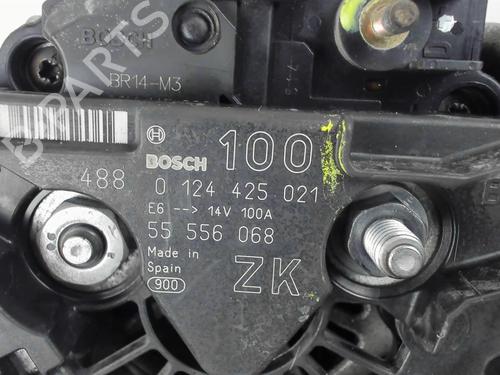 BOSCH
BR14-M3
B PARTS
BOSCH 100
488 0 124 425 021
E6 --> 14V 100A
55 556 068
Made in
Spain ZK
900